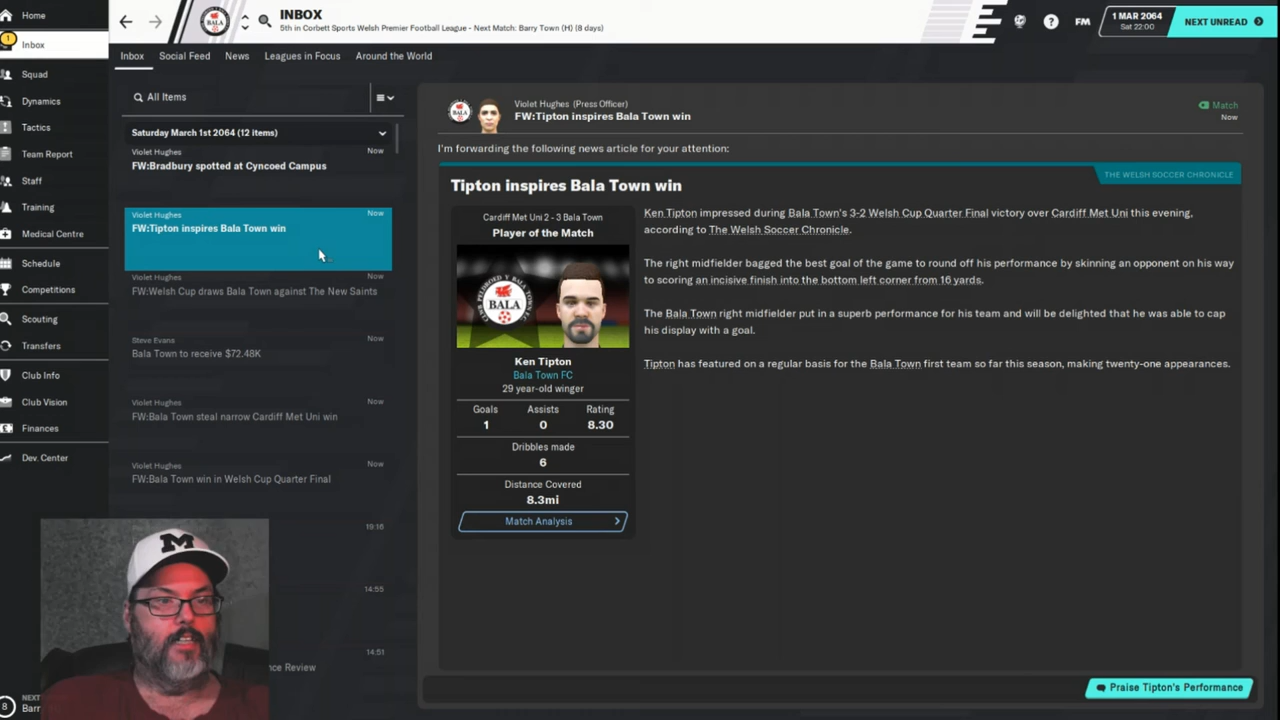 Home
Inbox
1
Squad
Dynamics
Tactics
Team Report
Staff
Training
Medical Centre
Schedule
Competitions
Scouting
Transfers
Club Info
Club Vision
Finances
Dev. Center
8
NEXT
Barr
BALA
INBOX
5th in Corbett Sports Welsh Premier Football League - Next Match: Barry Town (H) (8 days)
FM
1 MAR 2064
Sat 22:00
NEXT UNREAD
Inbox
Social Feed
News
Leagues in Focus
Around the World
All Items
Saturday March 1st 2064 (12 items)
Violet Hughes
Now
FW:Bradbury spotted at Cyncoed Campus
Violet Hughes
Now
FW:Tipton inspires Bala Town win
Violet Hughes
Now
FW:Welsh Cup draws Bala Town against The New Saints
Steve Evans
Now
Bala Town to receive $72.48K
Violet Hughes
Now
FW:Bala Town steal narrow Cardiff Met Uni win
Violet Hughes
Now
FW:Bala Town win in Welsh Cup Quarter Final
19:16
14:55
14:51
nce Review
M
BALA
Violet Hughes (Press Officer)
FW:Tipton inspires Bala Town win
Match
Now
I'm forwarding the following news article for your attention:
THE WELSH SOCCER CHRONICLE
Tipton inspires Bala Town win
Cardiff Met Uni 2 - 3 Bala Town
Player of the Match
BALA
Ken Tipton
Bala Town FC
29 year-old winger
Goals Assists Rating
1 0 8.30
Dribbles made
6
Distance Covered
8.3mi
Match Analysis
Ken Tipton impressed during Bala Town's 3-2 Welsh Cup Quarter Final victory over Cardiff Met Uni this evening,
according to The Welsh Soccer Chronicle.
The right midfielder bagged the best goal of the game to round off his performance by skinning an opponent on his way
to scoring an incisive finish into the bottom left corner from 16 yards.
The Bala Town right midfielder put in a superb performance for his team and will be delighted that he was able to cap
his display with a goal.
Tipton has featured on a regular basis for the Bala Town first team so far this season, making twenty-one appearances.
Praise Tipton's Performance